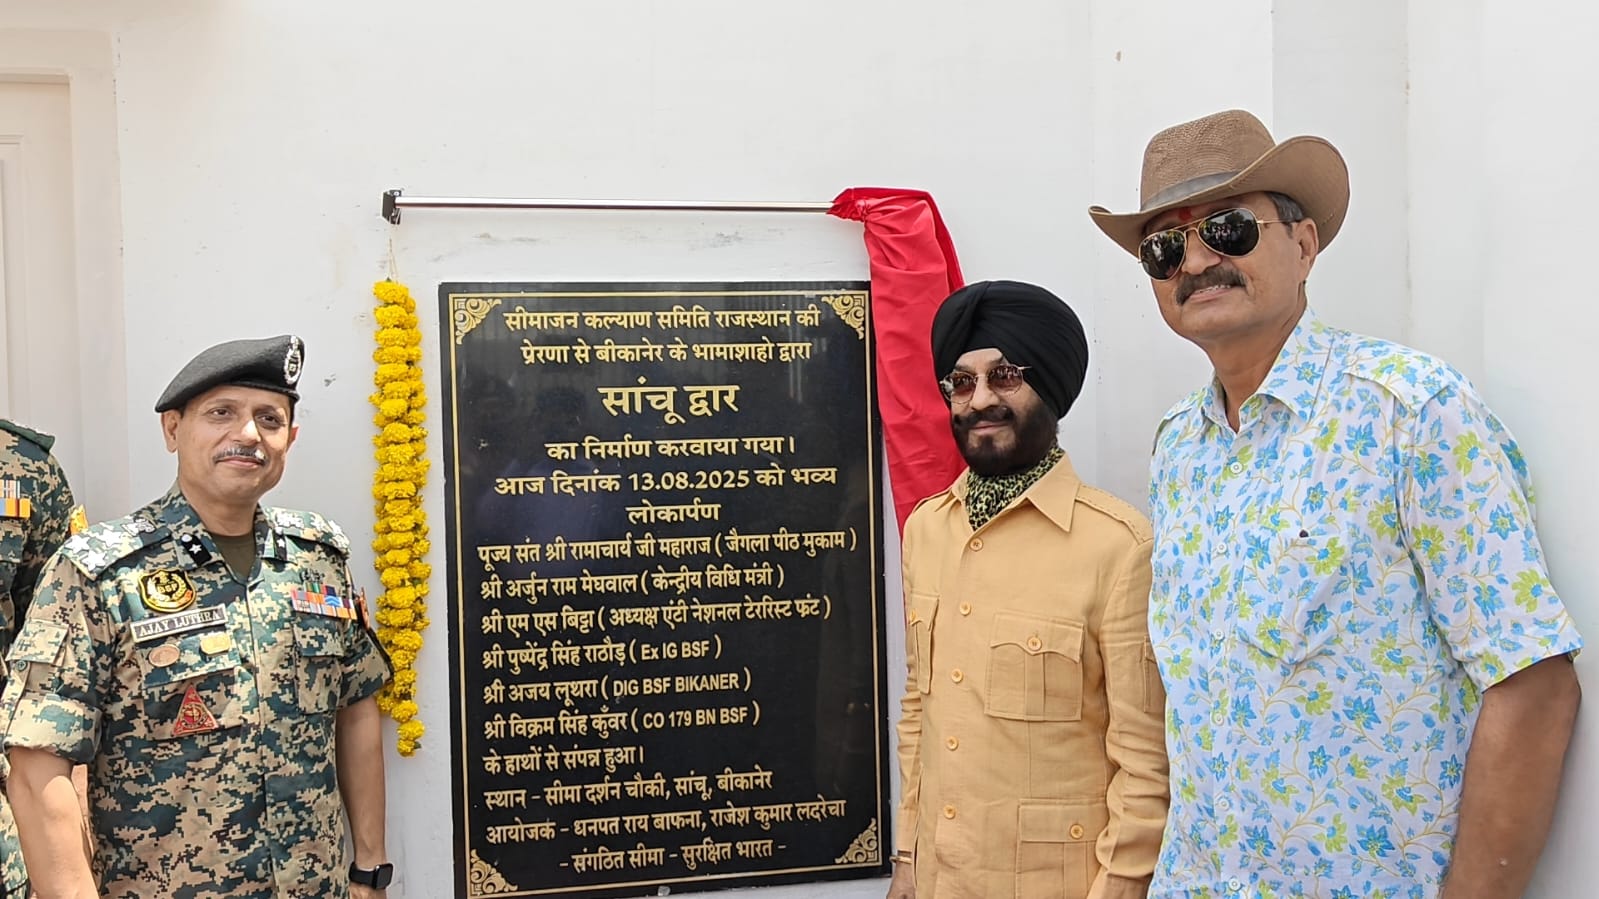 सीमाजन कल्याण समिति राजस्थान की
प्रेरणा से बीकानेर के भामाशाहो द्वारा
सांचू द्वार
का निर्माण करवाया गया।
आज दिनांक 13.08.2025 को भव्य
लोकार्पण
पूज्य संत श्री रामाचार्य जी महाराज ( जैगला पीठ मुकाम )
श्री अर्जुन राम मेघवाल ( केन्द्रीय विधि मंत्री )
श्री एम एस बिट्टा ( अध्यक्ष एंटी नेशनल टेररिस्ट फंट )
श्री पुष्पेंद्र सिंह राठौड़ ( Ex IG BSF )
श्री अजय लूथरा ( DIG BSF BIKANER )
श्री विक्रम सिंह कुँवर ( CO 179 BN BSF )
के हाथों से संपन्न हुआ।
स्थान - सीमा दर्शन चौकी, सांचू, बीकानेर
आयोजक - धनपत राय बाफना, राजेश कुमार लदरेचा
- संगठित सीमा - सुरक्षित भारत -
AJAY LUTHRA